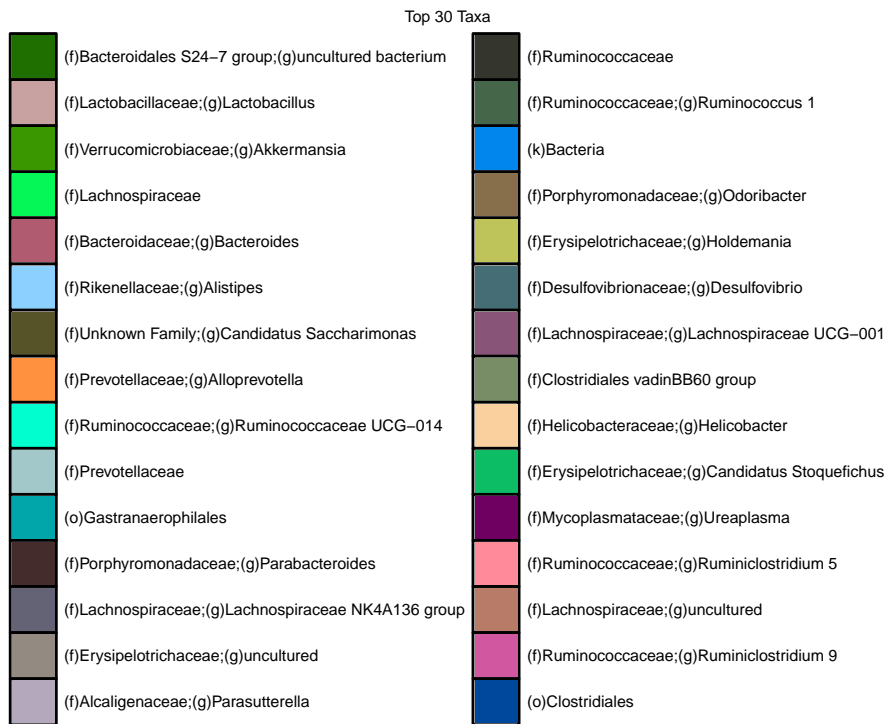 Top 30 Taxa
(f)Bacteroidales S24−7 group;(g)uncultured bacterium
(f)Lactobacillaceae;(g)Lactobacillus
(f)Verrucomicrobiaceae;(g)Akkermansia
(f)Lachnospiraceae
(f)Bacteroidaceae;(g)Bacteroides
(f)Rikenellaceae;(g)Alistipes
(f)Unknown Family;(g)Candidatus Saccharimonas
(f)Prevotellaceae;(g)Alloprevotella
(f)Ruminococcaceae;(g)Ruminococcaceae UCG−014
(f)Prevotellaceae
(o)Gastranaerophilales
(f)Porphyromonadaceae;(g)Parabacteroides
(f)Lachnospiraceae;(g)Lachnospiraceae NK4A136 group
(f)Erysipelotrichaceae;(g)uncultured
(f)Alcaligenaceae;(g)Parasutterella
(f)Ruminococcaceae
(f)Ruminococcaceae;(g)Ruminococcus 1
(k)Bacteria
(f)Porphyromonadaceae;(g)Odoribacter
(f)Erysipelotrichaceae;(g)Holdemania
(f)Desulfovibrionaceae;(g)Desulfovibrio
(f)Lachnospiraceae;(g)Lachnospiraceae UCG−001
(f)Clostridiales vadinBB60 group
(f)Helicobacteraceae;(g)Helicobacter
(f)Erysipelotrichaceae;(g)Candidatus Stoquefichus
(f)Mycoplasmataceae;(g)Ureaplasma
(f)Ruminococcaceae;(g)Ruminiclostridium 5
(f)Lachnospiraceae;(g)uncultured
(f)Ruminococcaceae;(g)Ruminiclostridium 9
(o)Clostridiales